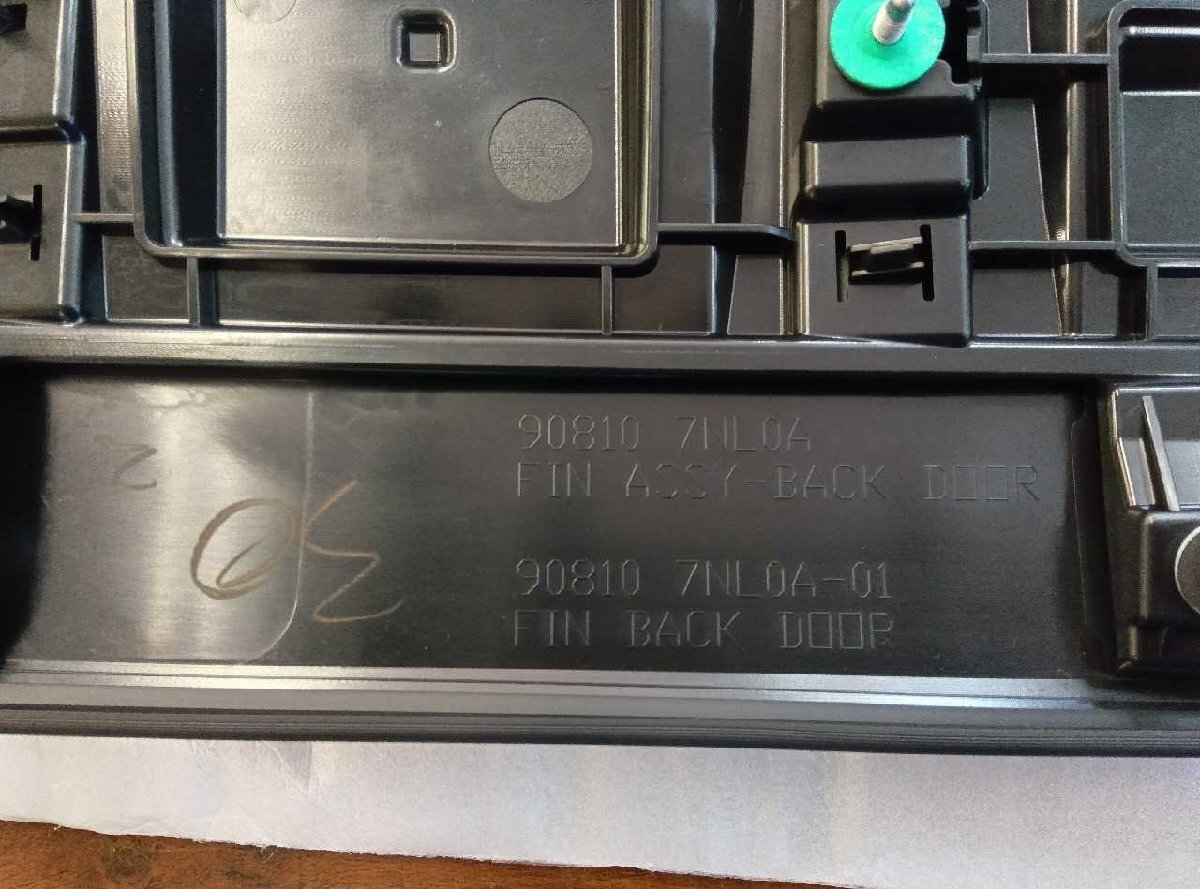 90810 7NL0A
FIN ASSY-BACK DOOR
90810 7NL0A-01
FIN BACK DOOR